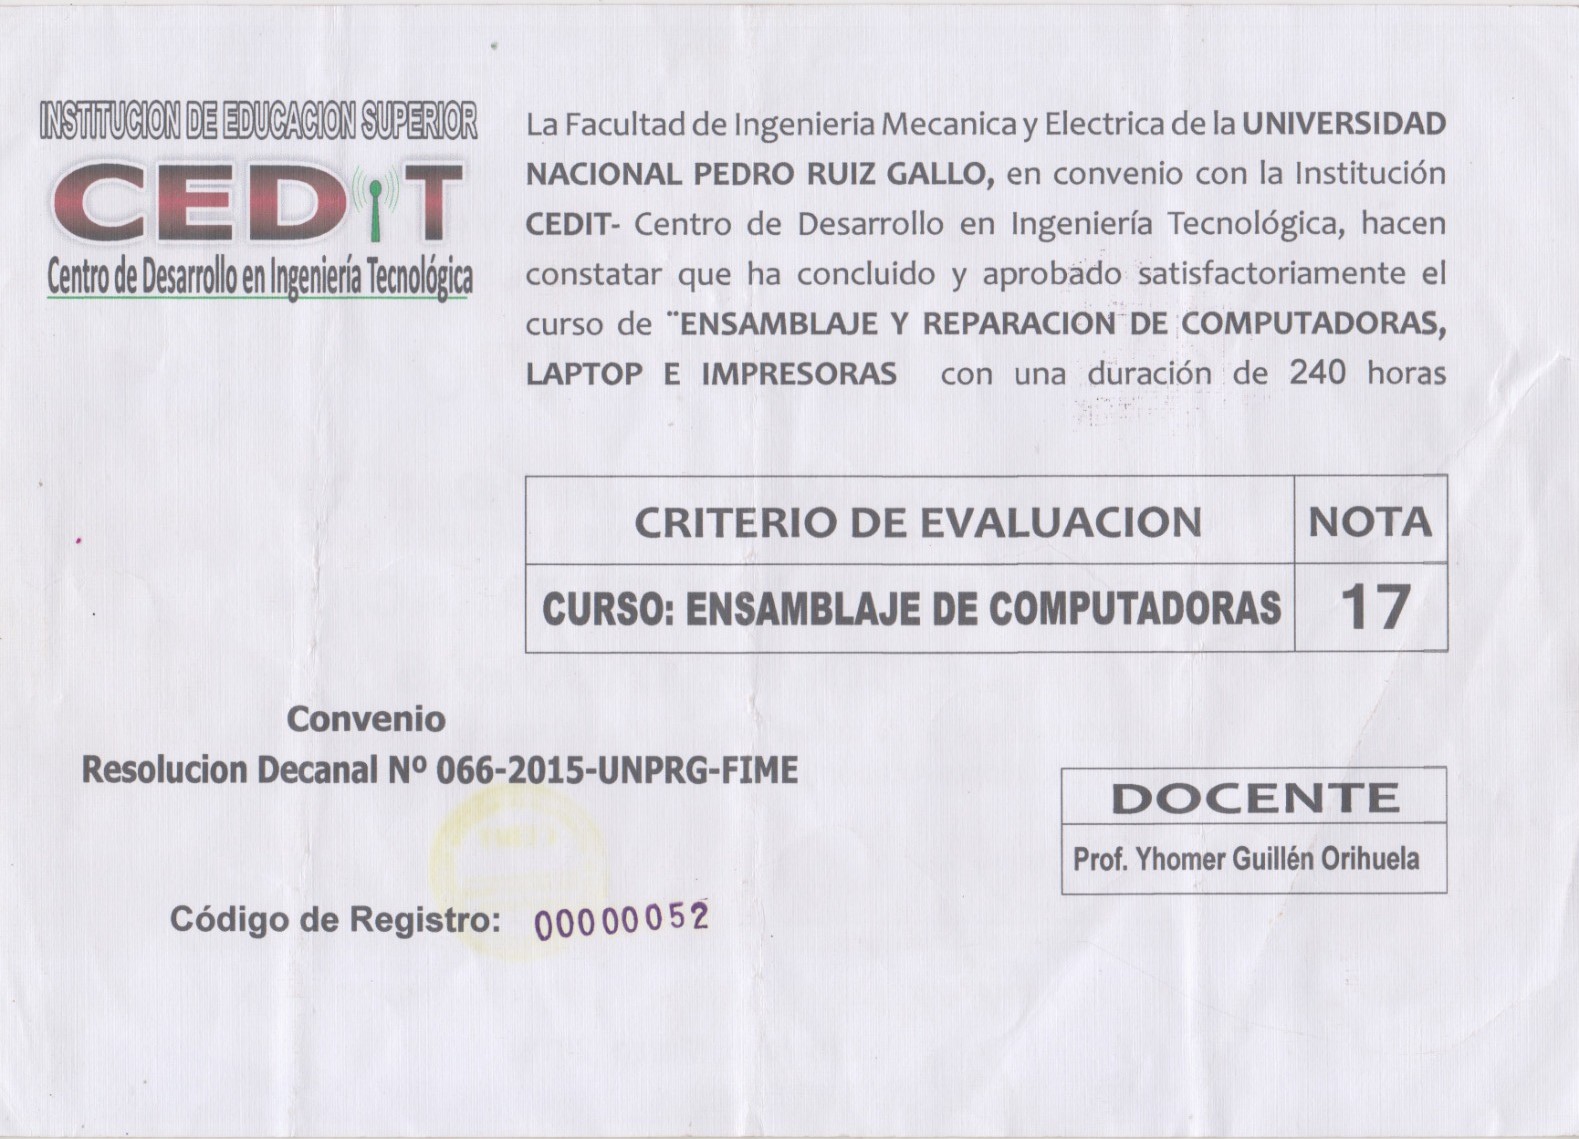 INSTITUCION DE EDUCACION SUPERIOR
CEDIT
Centro de Desarrollo en Ingeniería Tecnológica
La Facultad de Ingenieria Mecanica y Electrica de la UNIVERSIDAD
NACIONAL PEDRO RUIZ GALLO, en convenio con la Institución
CEDIT- Centro de Desarrollo en Ingeniería Tecnológica, hacen
constatar que ha concluido y aprobado satisfactoriamente el
curso de ¨ENSAMBLAJE Y REPARACION DE COMPUTADORAS,
LAPTOP E IMPRESORAS con una duración de 240 horas
CRITERIO DE EVALUACION NOTA
CURSO: ENSAMBLAJE DE COMPUTADORAS 17
Convenio
Resolucion Decanal Nº 066-2015-UNPRG-FIME
DOCENTE
Prof. Yhomer Guillén Orihuela
Código de Registro: 00000052